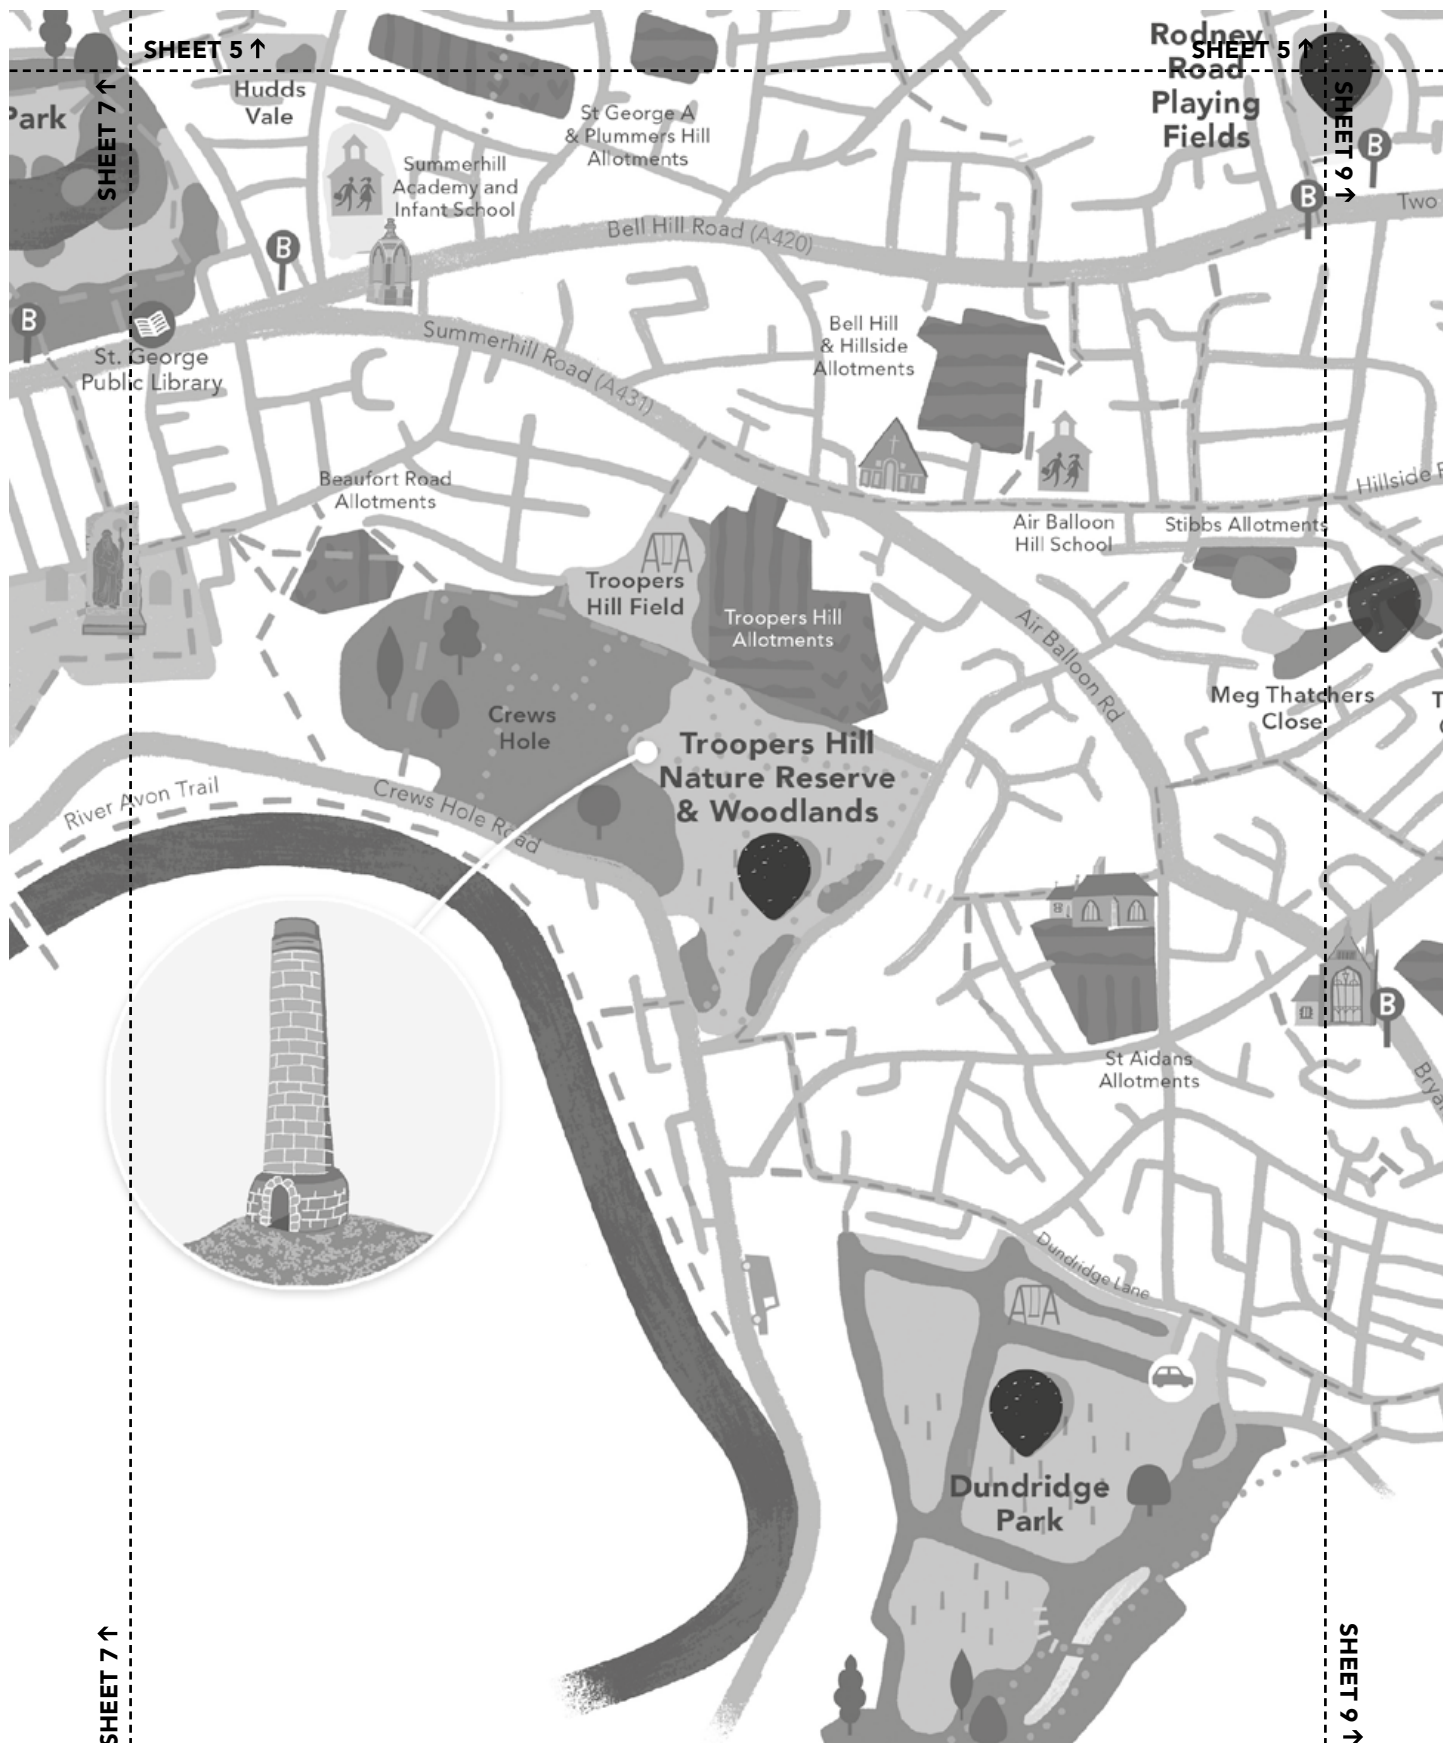 SHEET 5 ↑
SHEET 5 ↑
SHEET 7 ↑
SHEET 9 ↑
Park
Hudds
Vale
St George A
& Plummers Hill
Allotments
Rodney
Road
Playing
Fields
B
B
Summerhill
Academy and
Infant School
Two
Bell Hill Road (A420)
B
B
St. George
Public Library
Summerhill Road (A431)
Bell Hill
& Hillside
Allotments
Beaufort Road
Allotments
Hillside
Air Balloon
Hill School
Stibbs Allotments
Troopers
Hill Field
Troopers Hill
Allotments
Air Balloon Rd
Meg Thatchers
Close
Crews
Hole
Troopers Hill
Nature Reserve
& Woodlands
River Avon Trail
Crews Hole Road
B
St Aidans
Allotments
Dundridge Lane
Dundridge
Park
SHEET 7 ↑
SHEET 9 ↑